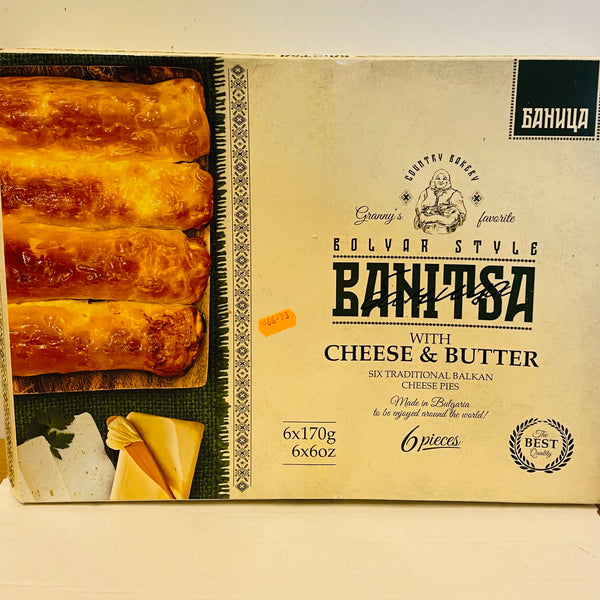 БАНИЦА
COUNTRY BAKERY
Granny's favorite
BOLYAR STYLE
BANITSA
WITH
CHEESE & BUTTER
SIX TRADITIONAL BALKAN
CHEESE PIES
Made in Bulgaria
to be enjoyed around the world!
6x170g
6x6oz
6 pieces
The
BEST
Quality